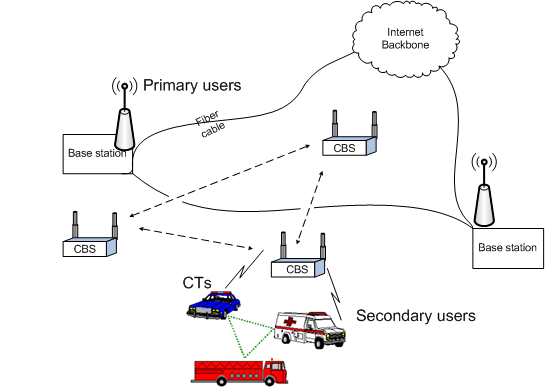 Internet
Backbone
Primary users
Fiber
cable
Base station
CBS
CBS
Base station
CBS
CTs
Secondary users